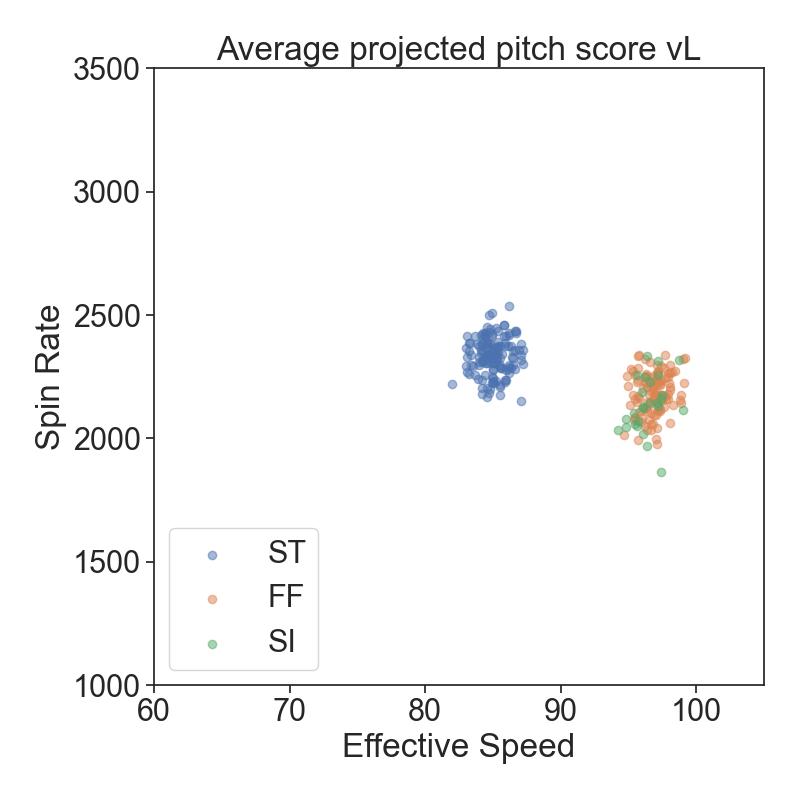 Average projected pitch score vL
3500
3000
2500
2000
1500
1000
Spin Rate
ST
FF
SI
60 70 80 90 100
Effective Speed